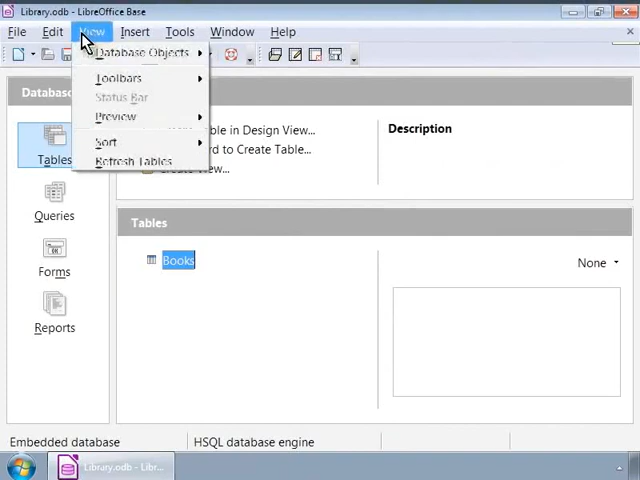 Library.odb - LibreOffice Base
File Edit View Insert Tools Window Help
Database Objects
Toolbars
Status Bar
Preview
Sort
Refresh Tables
Databas
Tables
Queries
Forms
Reports
ble in Design View...
rd to Create Table...
Create View...
Description
Tables
Books
None
Embedded database
HSQL database engine
Library.odb - Libr...